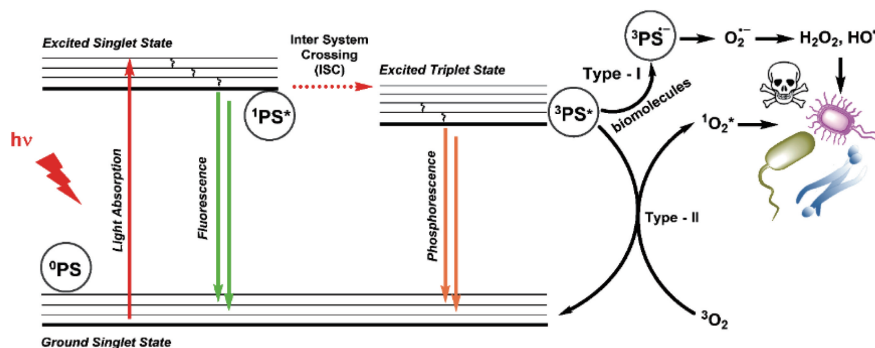 Excited Singlet State
Inter System
Crossing
(ISC)
Excited Triplet State
³PS•−
O₂•−
H₂O₂, HO•
Type - I
biomolecules
¹PS*
³PS*
¹O₂*
hν
Light Absorption
Fluorescence
Phosphorescence
Type - II
⁰PS
³O₂
Ground Singlet State